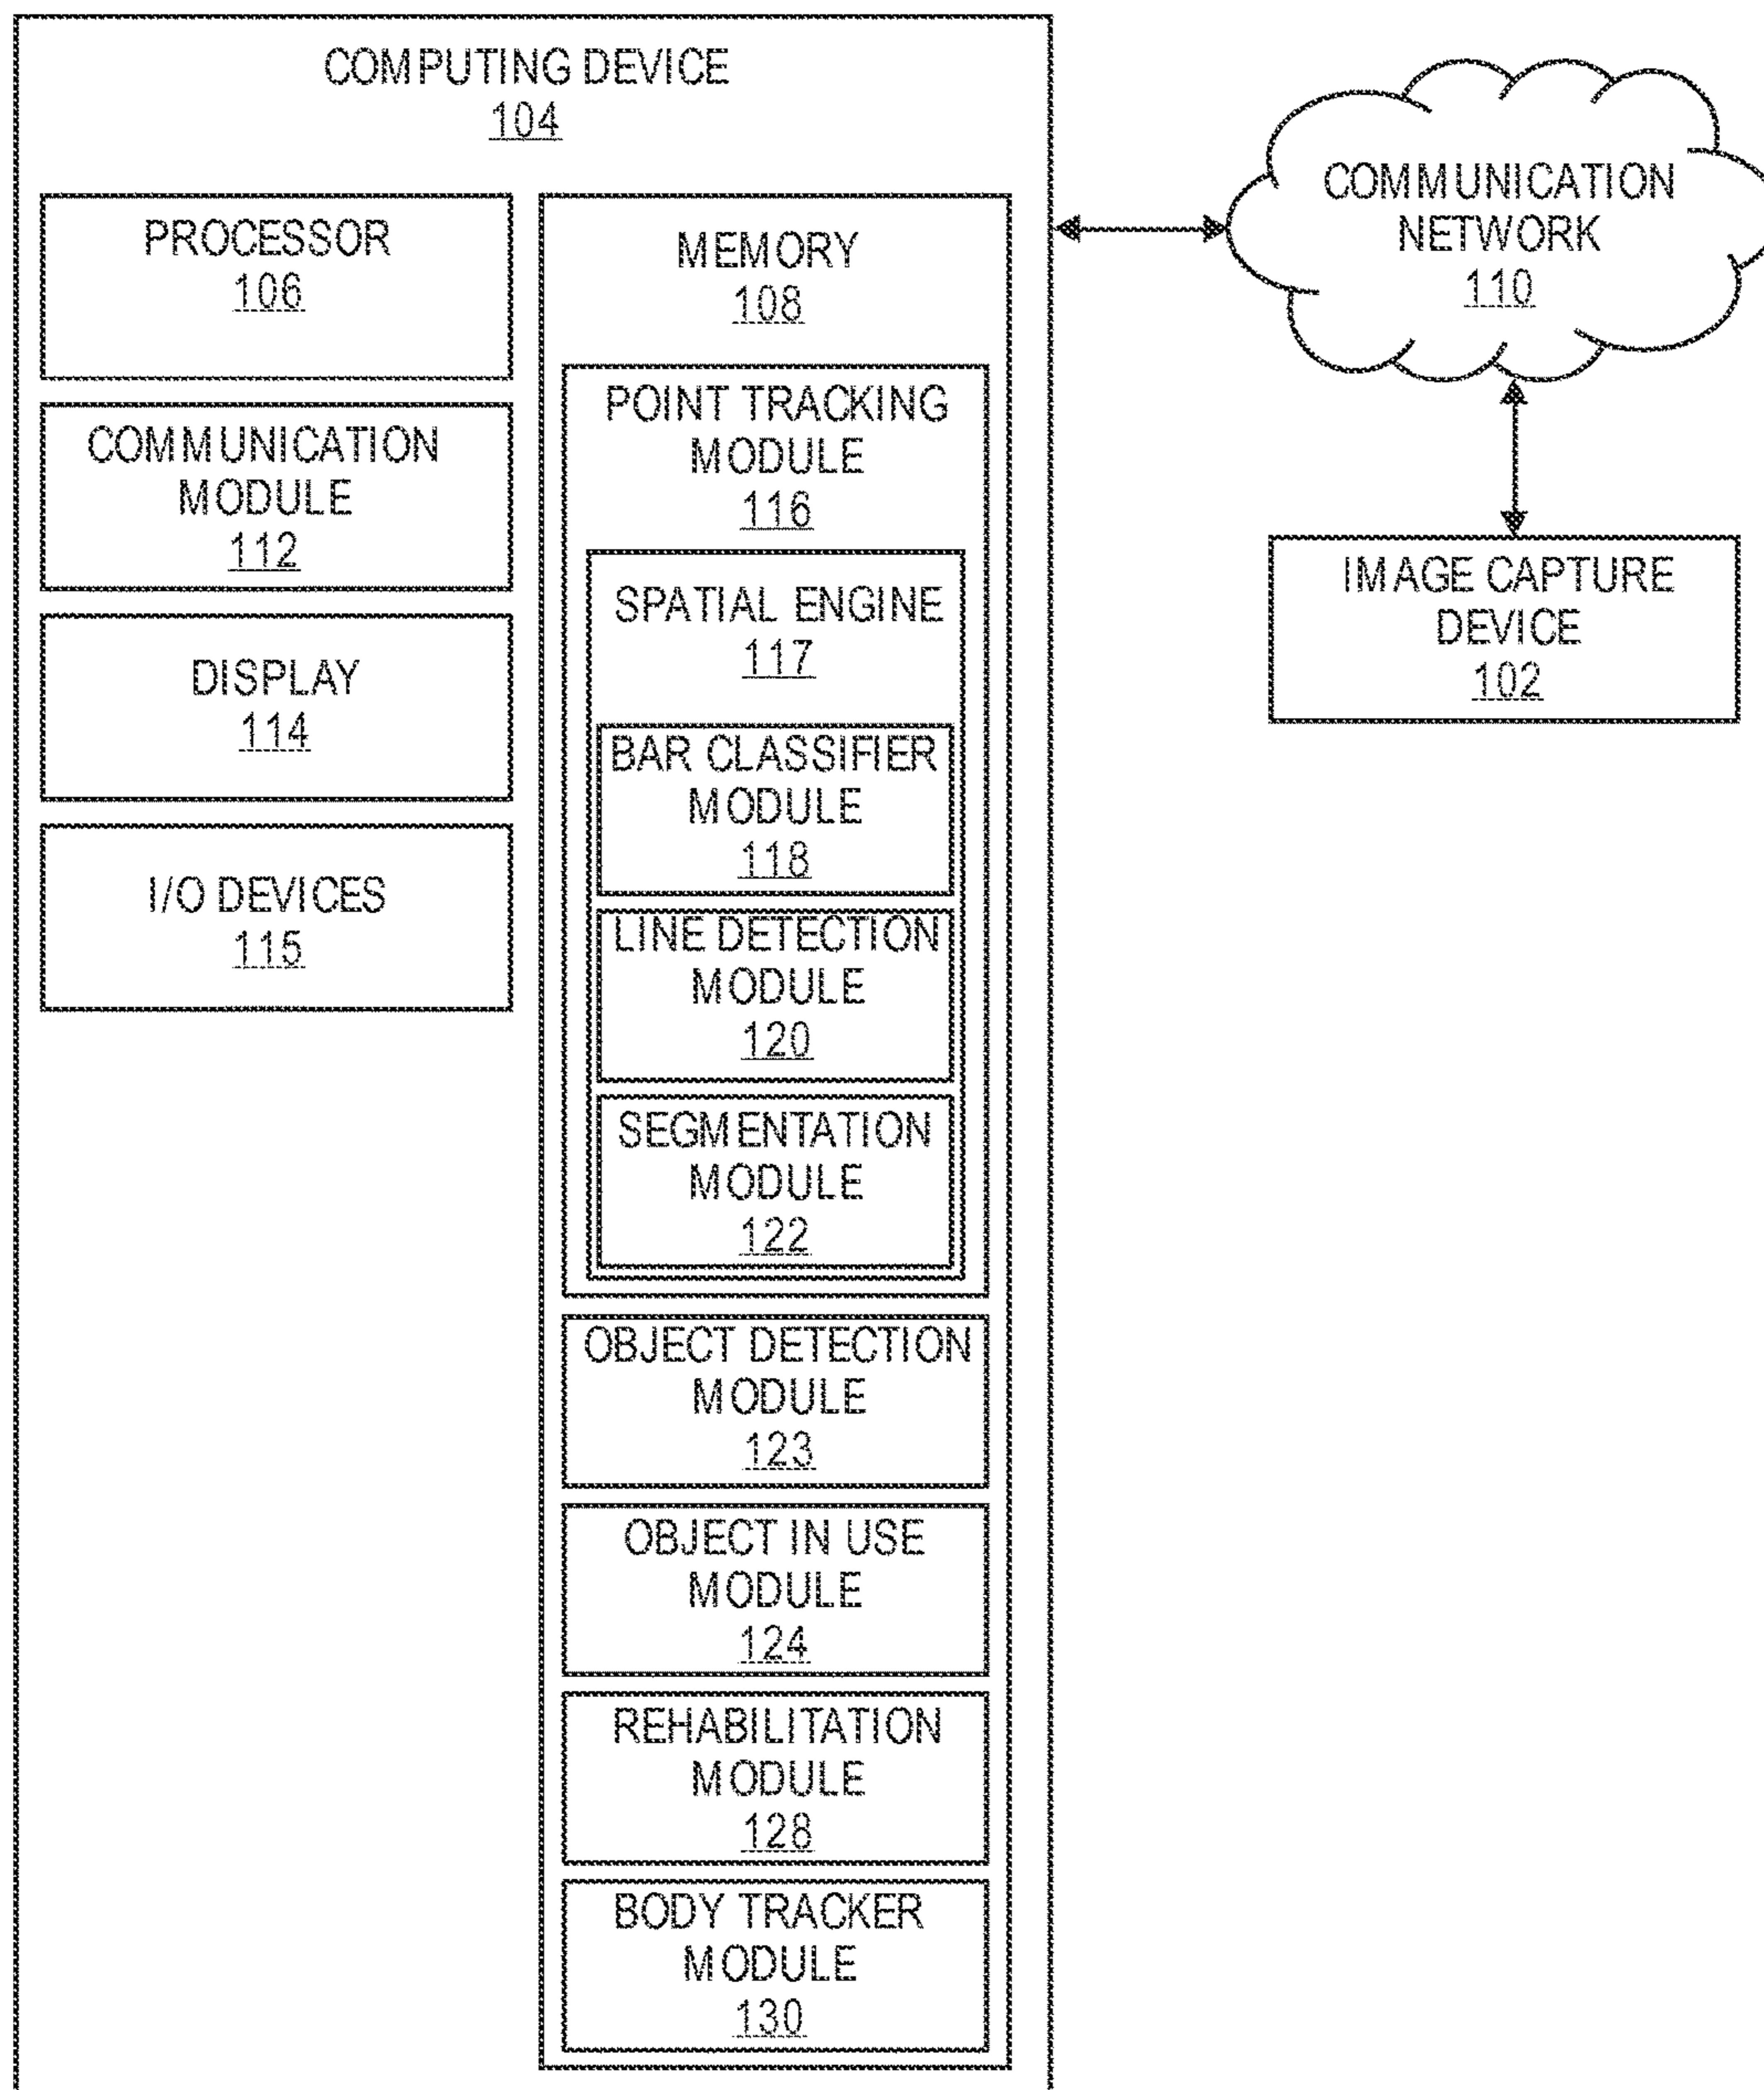 COMPUTING DEVICE
104
PROCESSOR
106
COMMUNICATION
MODULE
112
DISPLAY
114
I/O DEVICES
115
MEMORY
108
POINT TRACKING
MODULE
116
SPATIAL ENGINE
117
BAR CLASSIFIER
MODULE
118
LINE DETECTION
MODULE
120
SEGMENTATION
MODULE
122
OBJECT DETECTION
MODULE
123
OBJECT IN USE
MODULE
124
REHABILITATION
MODULE
128
BODY TRACKER
MODULE
130
COMMUNICATION
NETWORK
110
IMAGE CAPTURE
DEVICE
102